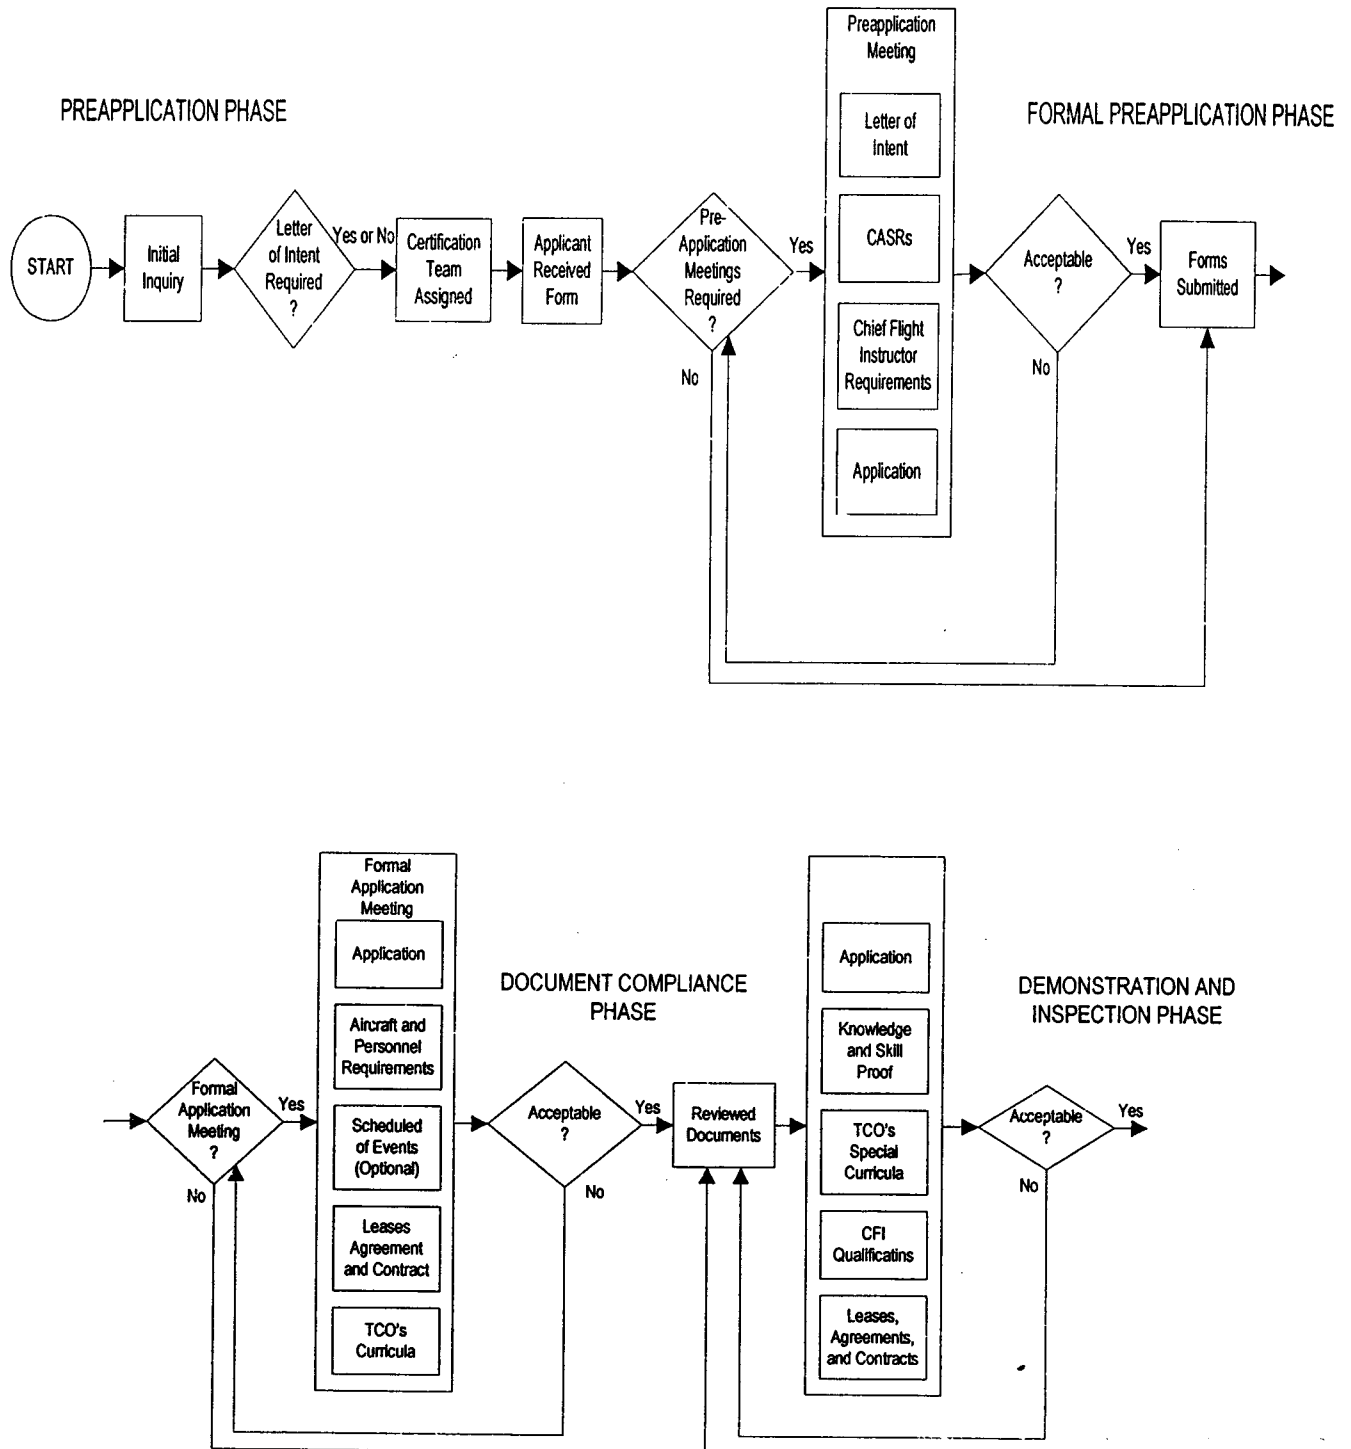 PREAPPLICATION PHASE
FORMAL PREAPPLICATION PHASE
START
Initial
Inquiry
Letter
of Intent
Required
?
Yes or No
Certification
Team
Assigned
Applicant
Received
Form
Pre-
Application
Meetings
Required
?
Yes
No
Preapplication
Meeting
Letter of
Intent
CASRs
Chief Flight
Instructor
Requirements
Application
Acceptable
?
Yes
No
Forms
Submitted
Formal
Application
Meeting
?
Yes
No
Formal
Application
Meeting
Application
Aircraft and
Personnel
Requirements
Scheduled
of Events
(Optional)
Leases
Agreement
and Contract
TCO's
Curricula
DOCUMENT COMPLIANCE
PHASE
Acceptable
?
Yes
No
Reviewed
Documents
Application
Knowledge
and Skill
Proof
TCO's
Special
Curricula
CFI
Qualificatins
Leases,
Agreements,
and Contracts
DEMONSTRATION AND
INSPECTION PHASE
Acceptable
?
Yes
No